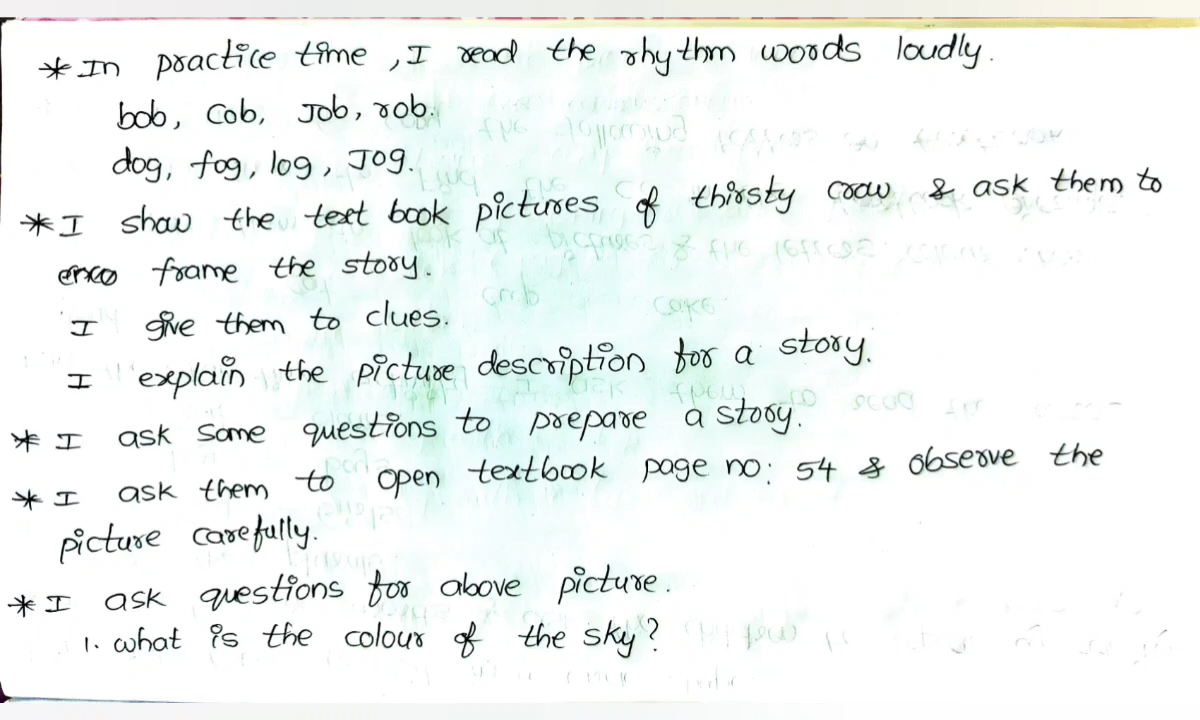 * In practice time , I read the rhythm words loudly.
bob, Cob, Job, rob.
dog, fog, log, Jog.
* I show the text book pictures of thirsty crow & ask them to
frame the story.
I give them to clues.
I explain the picture description for a story.
* I ask some questions to prepare a story.
* I ask them to open textbook page no: 54 & observe the
picture carefully.
* I ask questions for above picture.
1. what is the colour of the sky?